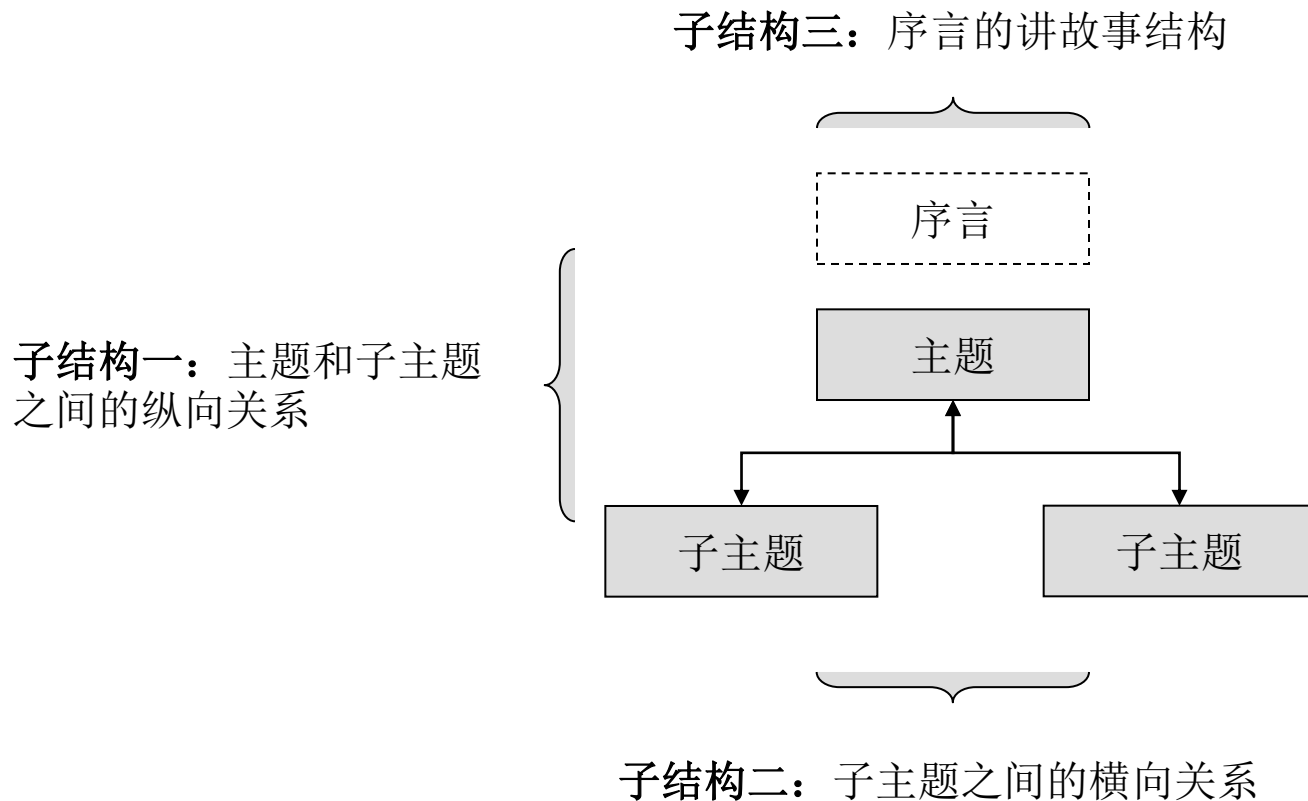 子结构三：序言的讲故事结构
序言
主题
子结构一：主题和子主题
之间的纵向关系
子主题
子主题
子结构二：子主题之间的横向关系